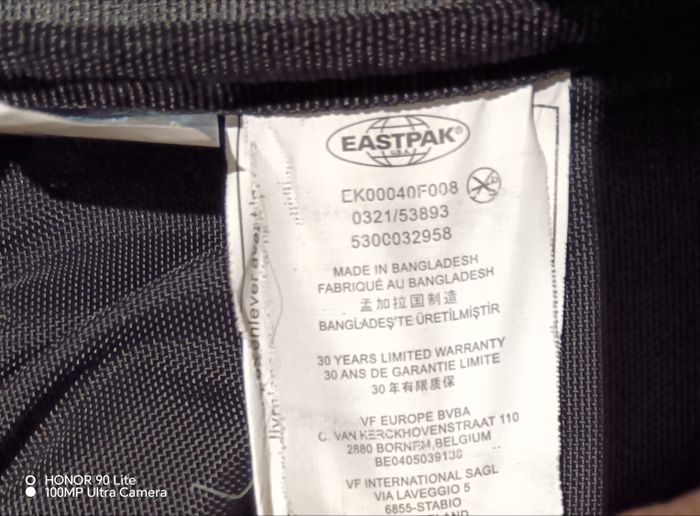 EASTPAK®
U.S.A.
EK00040F008
0321/53893
5300032958
MADE IN BANGLADESH
FABRIQUÉ AU BANGLADESH
孟加拉国制造
BANGLADEŞ'TE ÜRETİLMİŞTİR
30 YEARS LIMITED WARRANTY
30 ANS DE GARANTIE LIMITE
30年有限质保
VF EUROPE BVBA
C. VAN KERCKHOVENSTRAAT 110
2880 BORNEM,BELGIUM
VF INTERNATIONAL SAGL
VIA LAVEGGIO 5
6855-STABIO
HONOR 90 Lite
100MP Ultra Camera